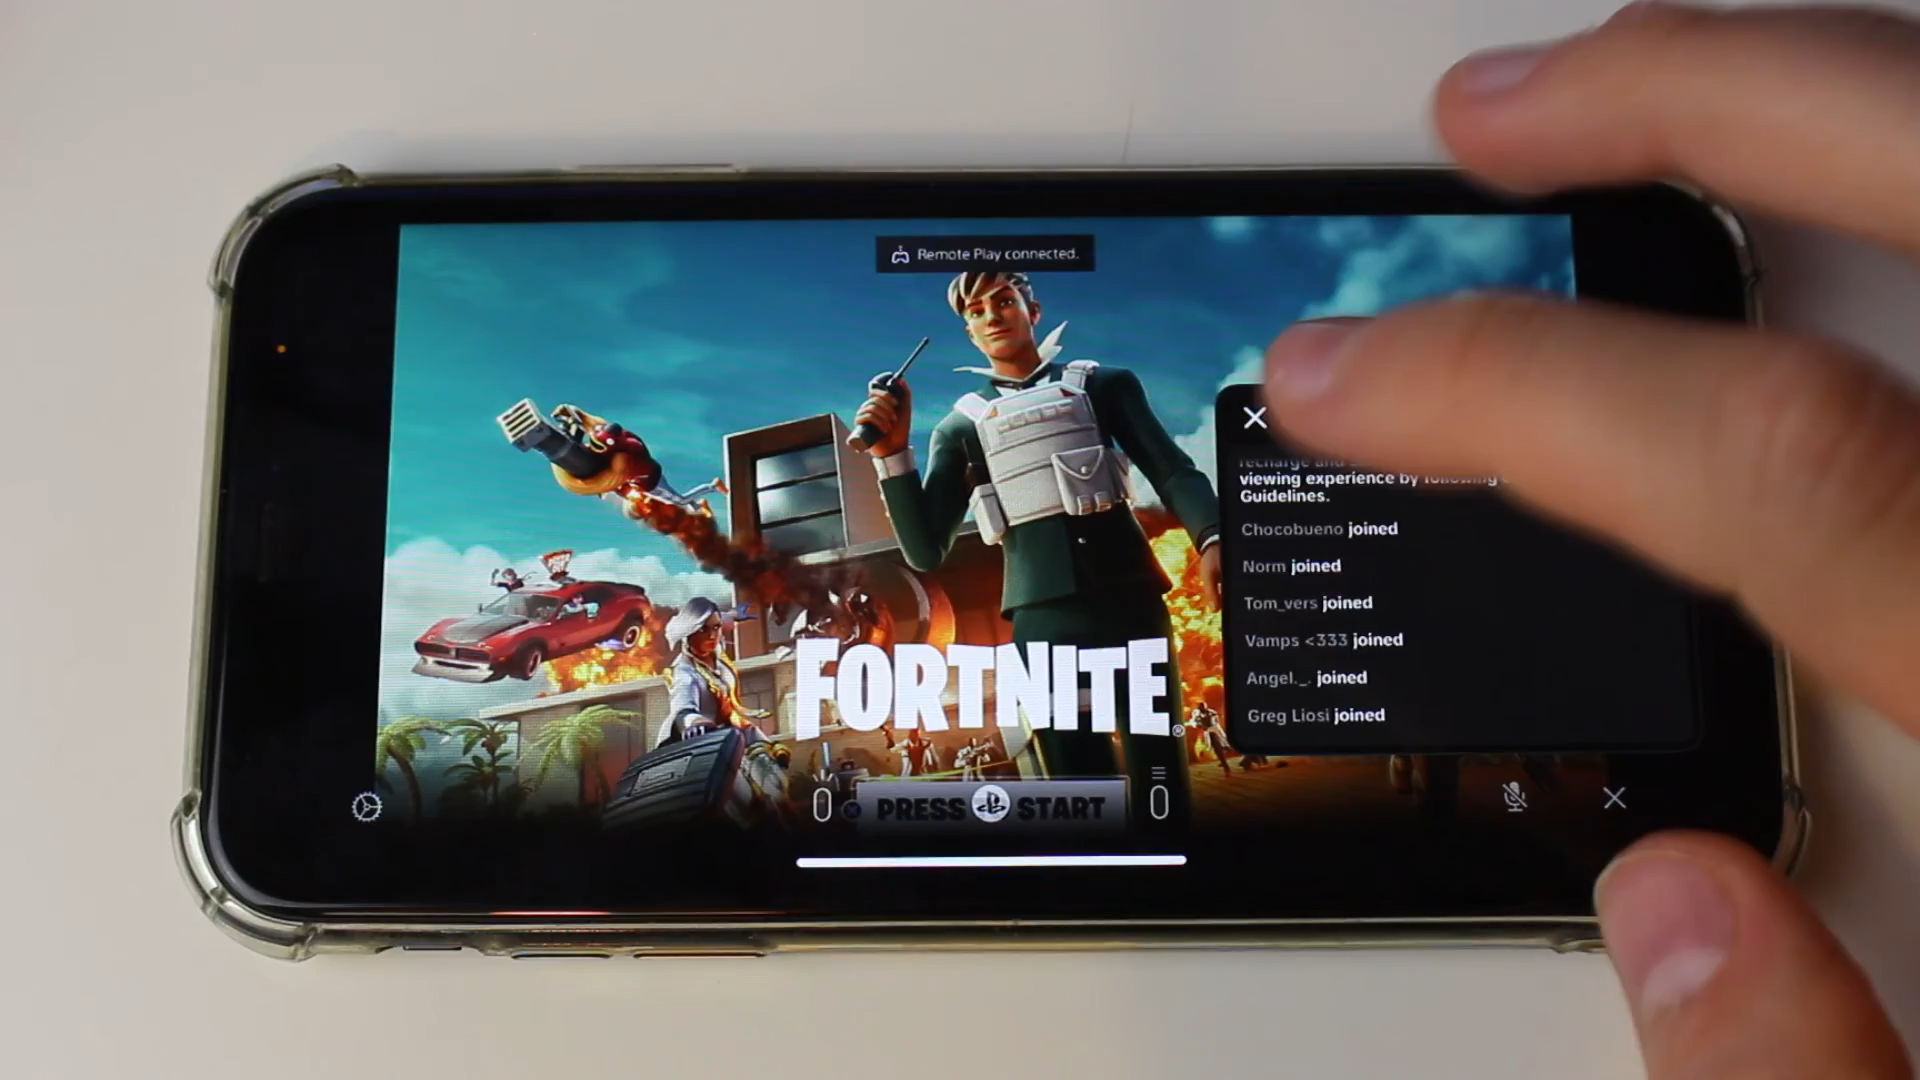 Remote Play connected.
viewing experience by
Guidelines.
Chocobueno joined
Norm joined
Tom_vers joined
Vamps <333 joined
Angel._. joined
Greg Liosi joined
FORTNITE®
PRESS START